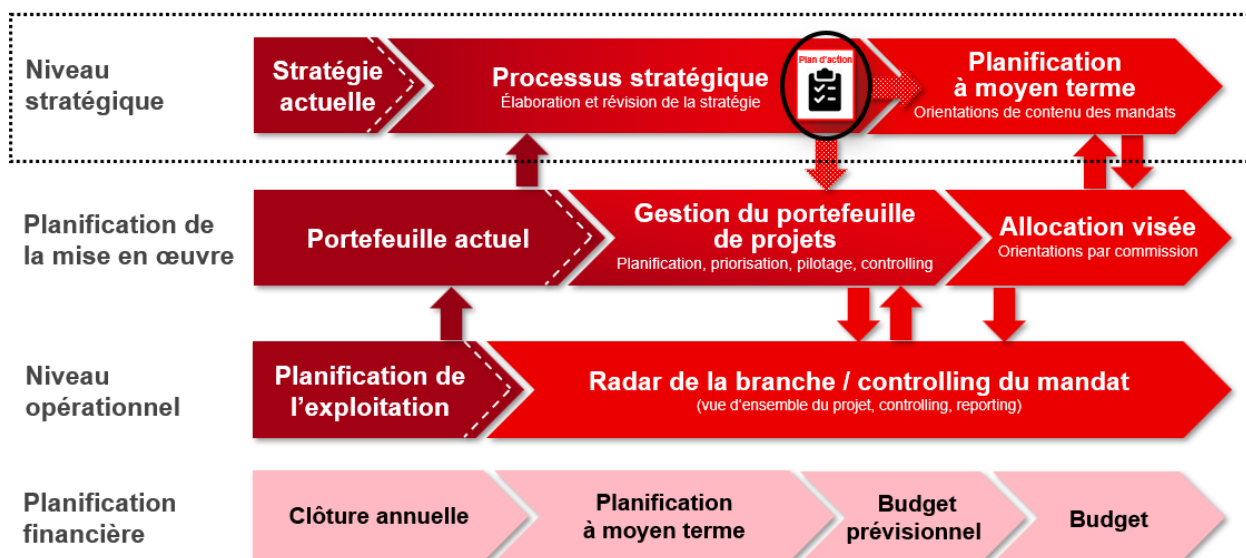 Niveau
stratégique
Stratégie
actuelle
Processus stratégique
Élaboration et révision de la stratégie
Plan d'action
Planification
à moyen terme
Orientations de contenu des mandats
Planification de
la mise en œuvre
Portefeuille actuel
Gestion du portefeuille
de projets
Planification, priorisation, pilotage, controlling
Allocation visée
Orientations par commission
Niveau
opérationnel
Planification de
l'exploitation
Radar de la branche / controlling du mandat
(vue d'ensemble du projet, controlling, reporting)
Planification
financière
Clôture annuelle
Planification
à moyen terme
Budget
prévisionnel
Budget